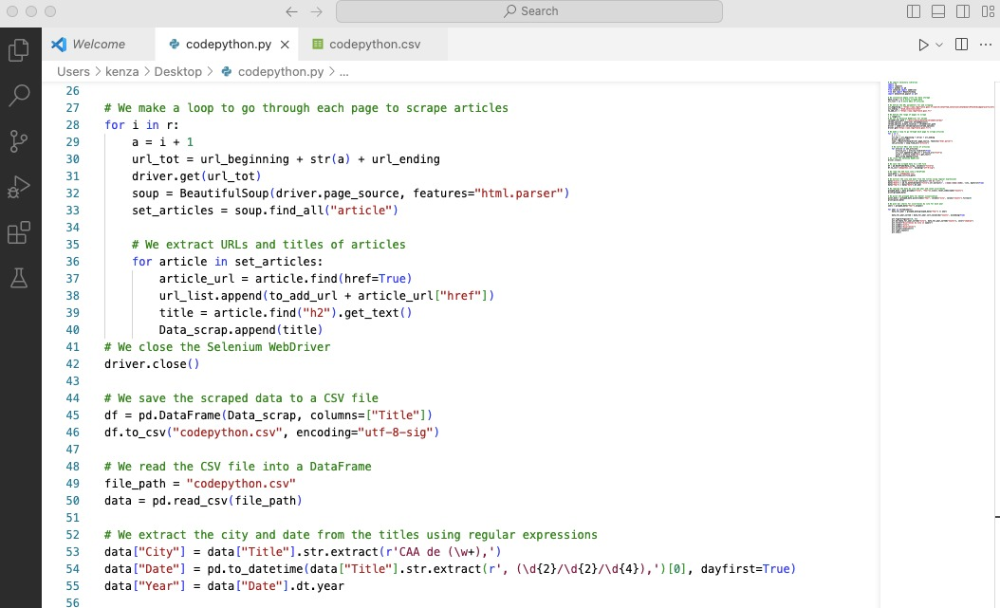 Search
Welcome
codepython.py
codepython.csv
Users > kenza > Desktop > codepython.py > ...
26
27 # We make a loop to go through each page to scrape articles
28 for i in r:
29     a = i + 1
30     url_tot = url_beginning + str(a) + url_ending
31     driver.get(url_tot)
32     soup = BeautifulSoup(driver.page_source, features="html.parser")
33     set_articles = soup.find_all("article")
34
35     # We extract URLs and titles of articles
36     for article in set_articles:
37         article_url = article.find(href=True)
38         url_list.append(to_add_url + article_url["href"])
39         title = article.find("h2").get_text()
40         Data_scrap.append(title)
41 # We close the Selenium WebDriver
42 driver.close()
43
44 # We save the scraped data to a CSV file
45 df = pd.DataFrame(Data_scrap, columns=["Title"])
46 df.to_csv("codepython.csv", encoding="utf-8-sig")
47
48 # We read the CSV file into a DataFrame
49 file_path = "codepython.csv"
50 data = pd.read_csv(file_path)
51
52 # We extract the city and date from the titles using regular expressions
53 data["City"] = data["Title"].str.extract(r'CAA de (\w+),')
54 data["Date"] = pd.to_datetime(data["Title"].str.extract(r', (\d{2}/\d{2}/\d{4}),')[0], dayfirst=True)
55 data["Year"] = data["Date"].dt.year
56